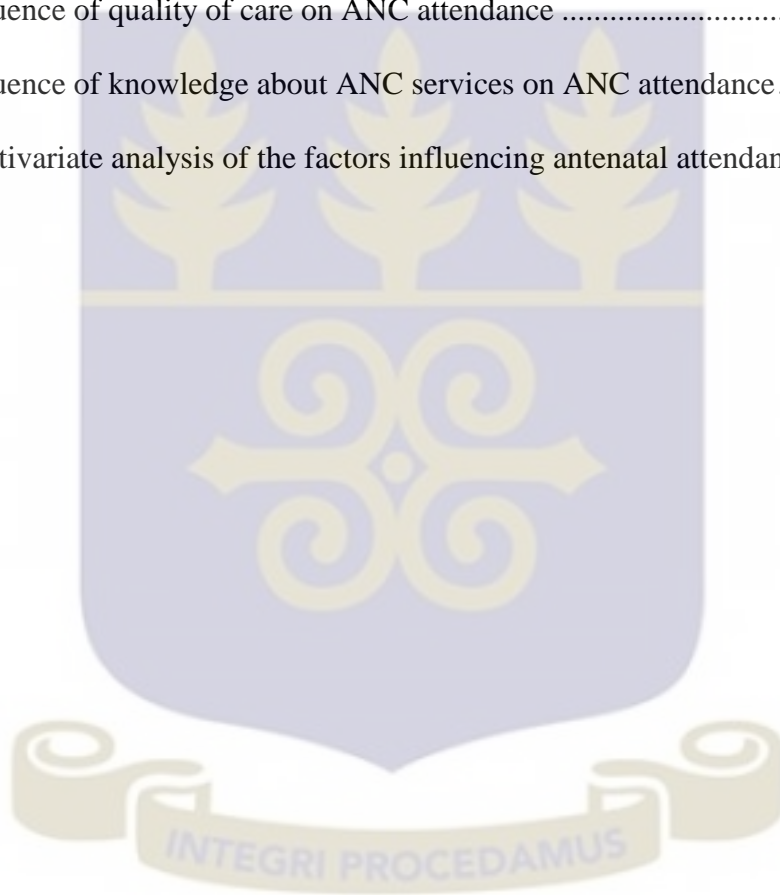 uence of quality of care on ANC attendance ............................
uence of knowledge about ANC services on ANC attendance.
tivariate analysis of the factors influencing antenatal attendan
INTEGRI PROCEDAMUS